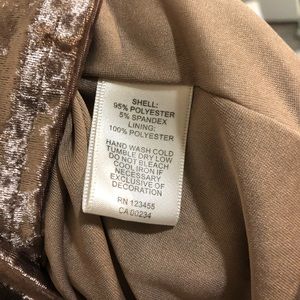 SHELL:
95% POLYESTER
5% SPANDEX
LINING:
100% POLYESTER
HAND WASH COLD
TUMBLE DRY LOW
DO NOT BLEACH
COOL IRON IF
NECESSARY
EXCLUSIVE OF
DECORATION
RN 123455
CA 00234